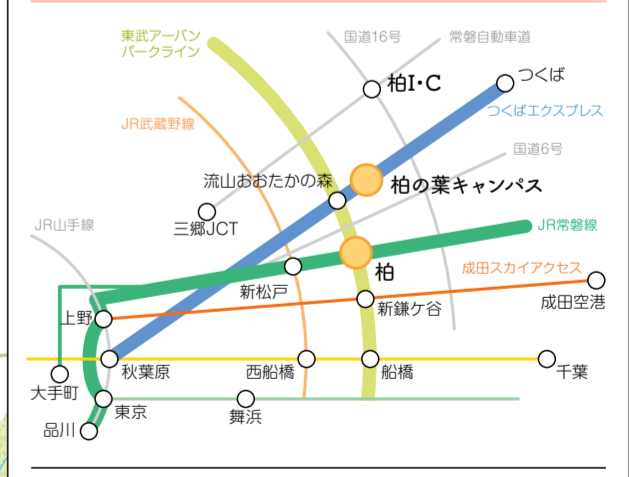 東武アーバン
パークライン
国道16号
常磐自動車道
柏I・C
つくば
つくばエクスプレス
JR武蔵野線
国道6号
流山おおたかの森
柏の葉キャンパス
三郷JCT
JR山手線
JR常磐線
柏
成田スカイアクセス
新松戸
新鎌ケ谷
成田空港
上野
秋葉原
西船橋
船橋
千葉
大手町
東京
舞浜
品川